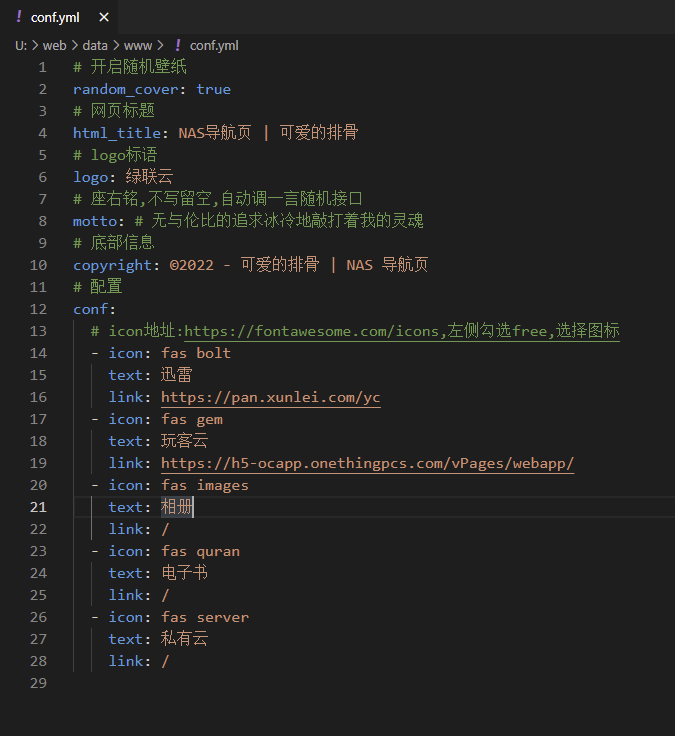 ! conf.yml ×
U: > web > data > www > ! conf.yml
1 # 开启随机壁纸
2 random_cover: true
3 # 网页标题
4 html_title: NAS导航页 | 可爱的排骨
5 # logo标语
6 logo: 绿联云
7 # 座右铭,不写留空,自动调一言随机接口
8 motto: # 无与伦比的追求冰冷地敲打着我的灵魂
9 # 底部信息
10 copyright: ©2022 - 可爱的排骨 | NAS 导航页
11 # 配置
12 conf:
13   # icon地址:https://fontawesome.com/icons,左侧勾选free,选择图标
14   - icon: fas bolt
15     text: 迅雷
16     link: https://pan.xunlei.com/yc
17   - icon: fas gem
18     text: 玩客云
19     link: https://h5-ocapp.onethingpcs.com/vPages/webapp/
20   - icon: fas images
21     text: 相册
22     link: /
23   - icon: fas quran
24     text: 电子书
25     link: /
26   - icon: fas server
27     text: 私有云
28     link: /
29